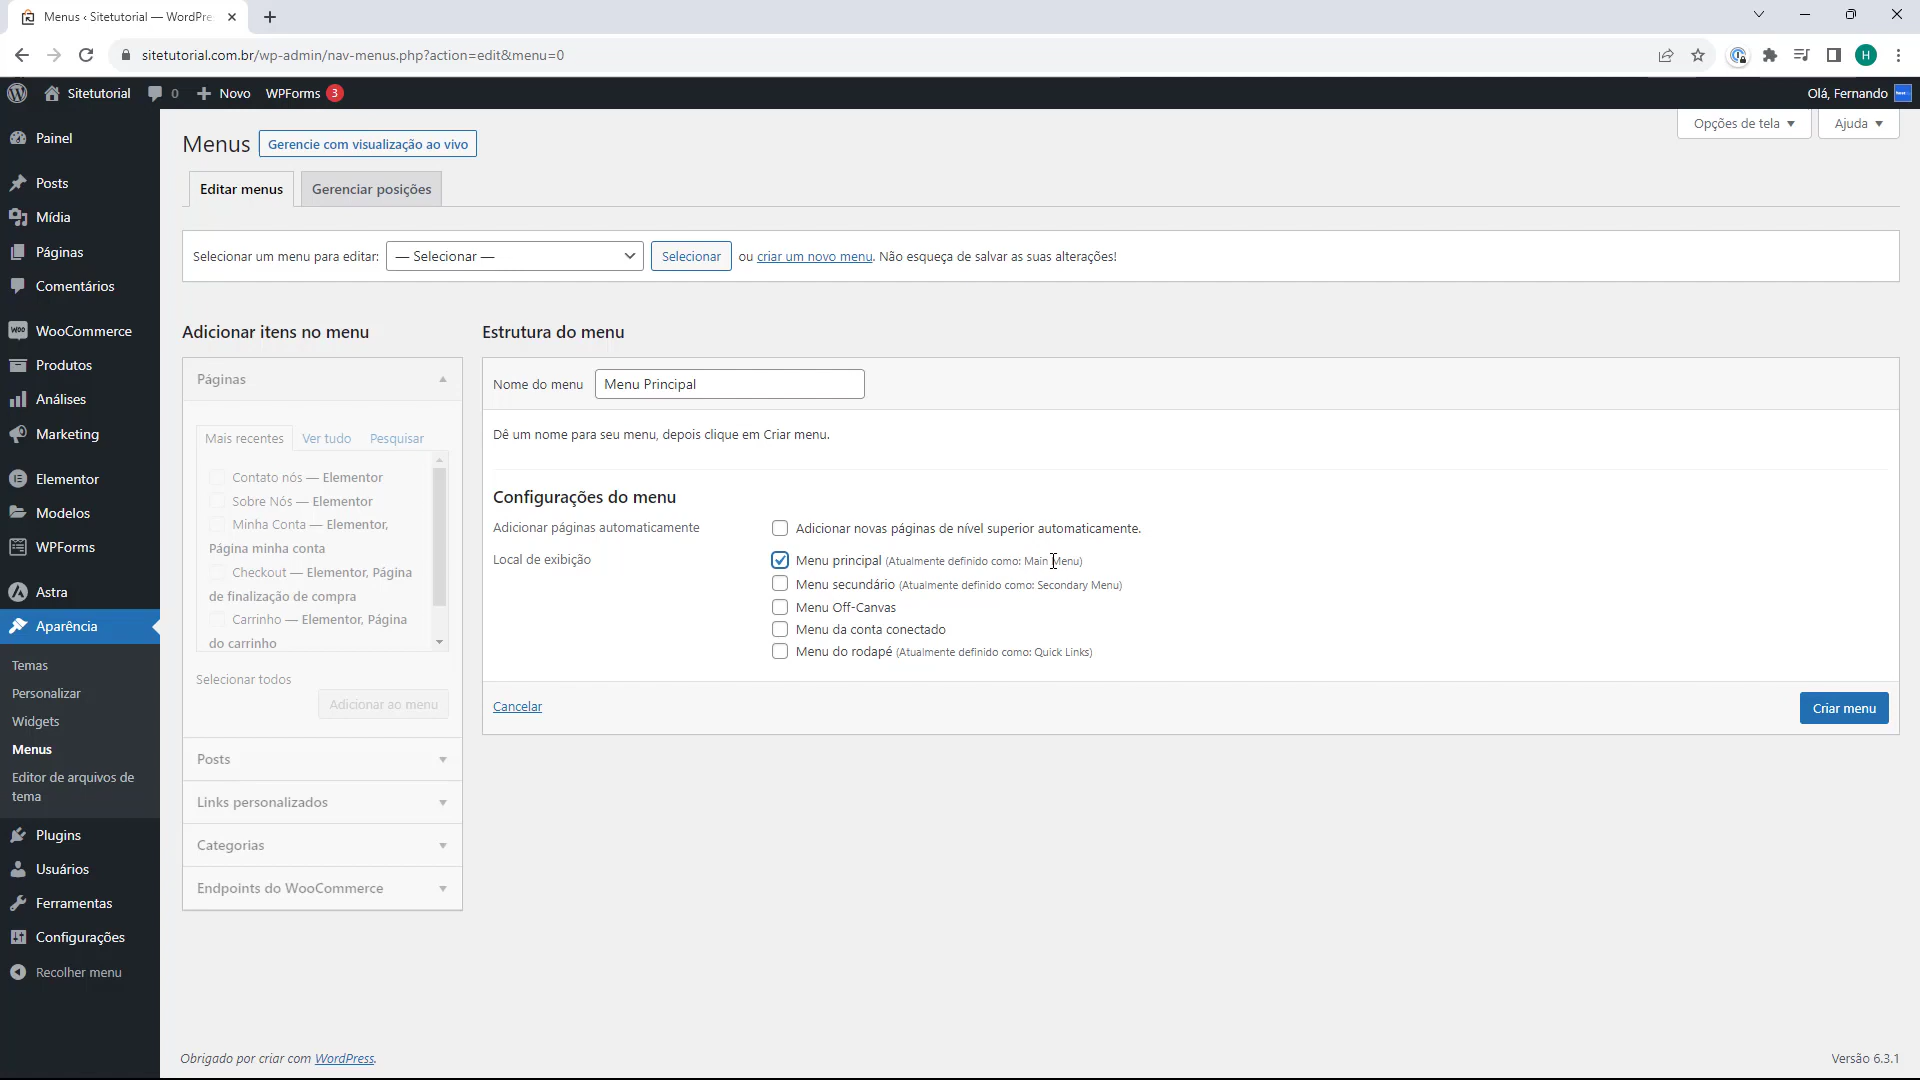 Menus ‹ Sitetutorial — WordPre
sitetutorial.com.br/wp-admin/nav-menus.php?action=edit&menu=0
H
Sitetutorial
0
Novo
WPForms
3
Olá, Fernando
Opções de tela
Ajuda
Painel
Posts
Mídia
Páginas
Comentários
WooCommerce
Produtos
Análises
Marketing
Elementor
Modelos
WPForms
Astra
Aparência
Temas
Personalizar
Widgets
Menus
Editor de arquivos de
tema
Plugins
Usuários
Ferramentas
Configurações
Recolher menu
Menus
Gerencie com visualização ao vivo
Editar menus
Gerenciar posições
Selecionar um menu para editar:
— Selecionar —
Selecionar
ou criar um novo menu. Não esqueça de salvar as suas alterações!
Adicionar itens no menu
Páginas
Mais recentes
Ver tudo
Pesquisar
Contato nós — Elementor
Sobre Nós — Elementor
Minha Conta — Elementor,
Página minha conta
Checkout — Elementor, Página
de finalização de compra
Carrinho — Elementor, Página
do carrinho
Selecionar todos
Adicionar ao menu
Posts
Links personalizados
Categorias
Endpoints do WooCommerce
Estrutura do menu
Nome do menu
Menu Principal
Dê um nome para seu menu, depois clique em Criar menu.
Configurações do menu
Adicionar páginas automaticamente
Adicionar novas páginas de nível superior automaticamente.
Local de exibição
Menu principal (Atualmente definido como: Main Menu)
Menu secundário (Atualmente definido como: Secondary Menu)
Menu Off-Canvas
Menu da conta conectado
Menu do rodapé (Atualmente definido como: Quick Links)
Cancelar
Criar menu
Obrigado por criar com WordPress.
Versão 6.3.1